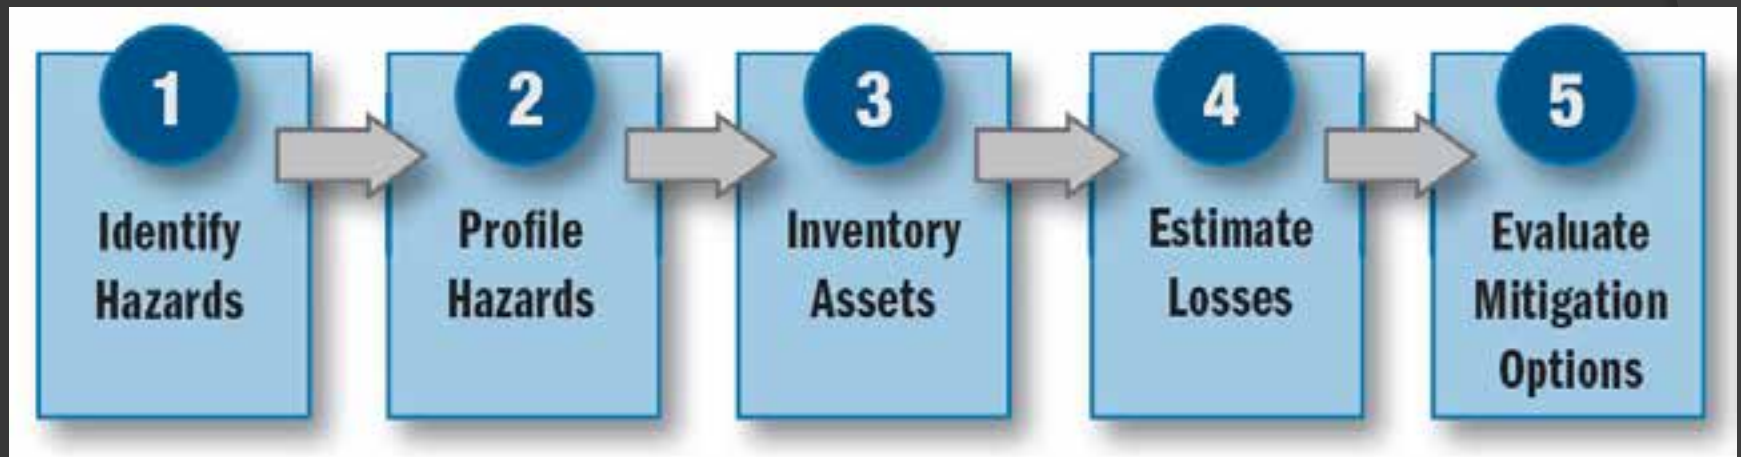 1
Identify
Hazards
2
Profile
Hazards
3
Inventory
Assets
4
Estimate
Losses
5
Evaluate
Mitigation
Options